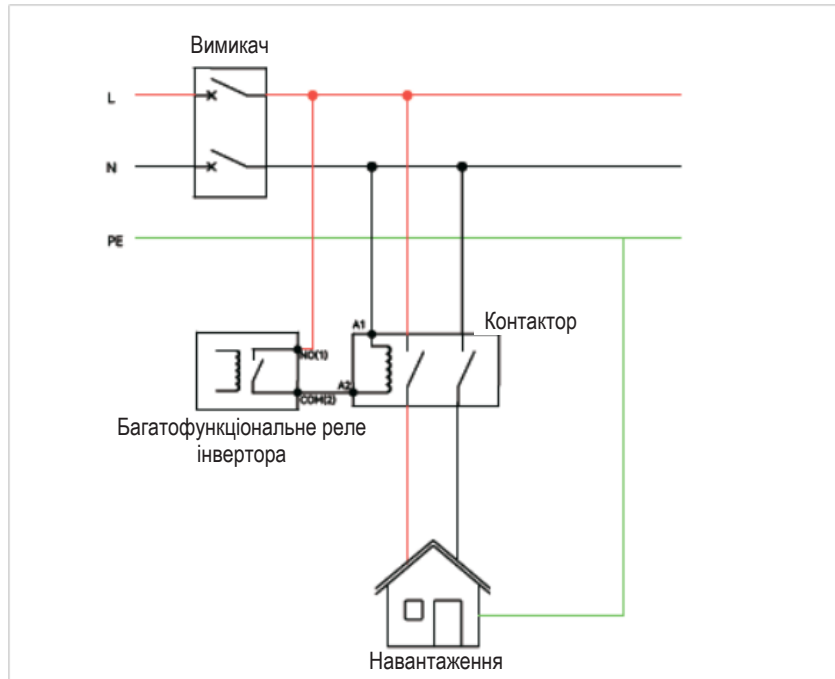 Вимикач
L
N
PE
A1
Контактор
NO(1)
A2
COM(2)
Багатофункціональне реле
інвертора
Навантаження